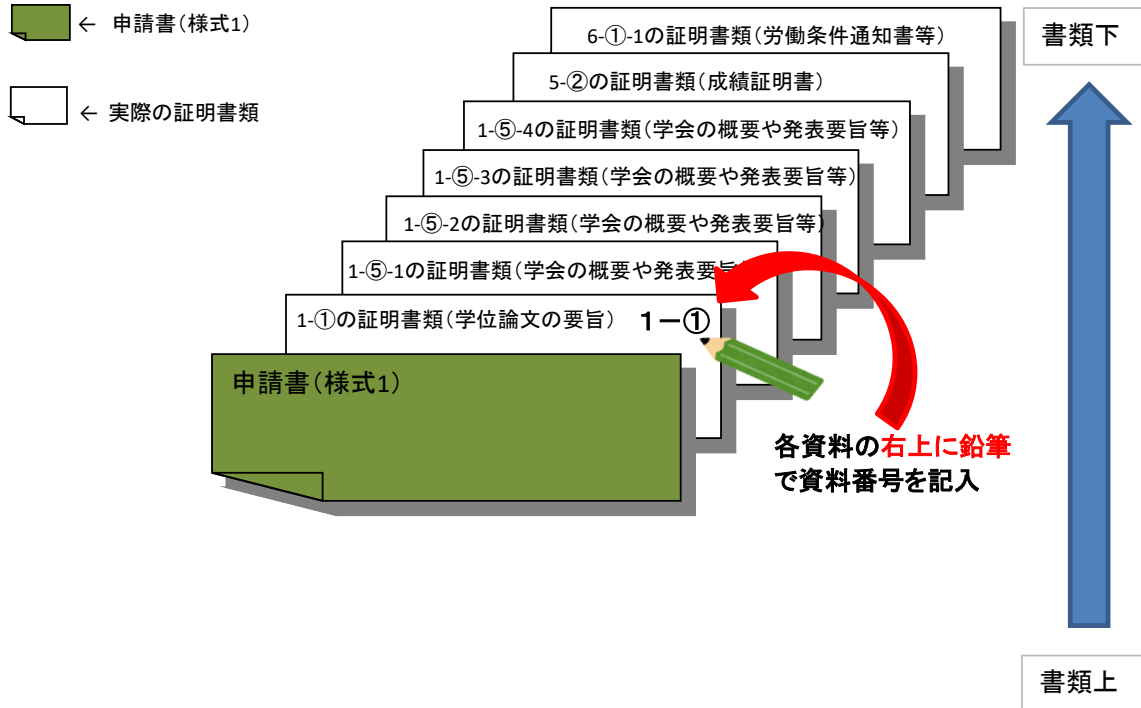 ← 申請書(様式1)
← 実際の証明書類
書類下
6-①-1の証明書類(労働条件通知書等)
5-②の証明書類(成績証明書)
1-⑤-4の証明書類(学会の概要や発表要旨等)
1-⑤-3の証明書類(学会の概要や発表要旨等)
1-⑤-2の証明書類(学会の概要や発表要旨等)
1-⑤-1の証明書類(学会の概要や発表要旨
1-①の証明書類(学位論文の要旨) 1-①
申請書(様式1)
各資料の右上に鉛筆
で資料番号を記入
書類上